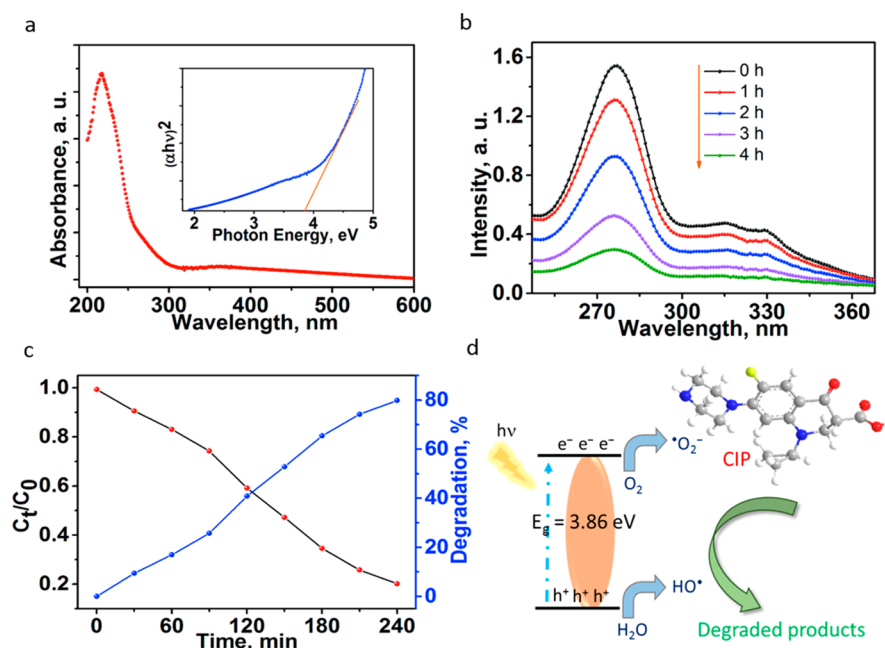 a
Absorbance, a. u.
(αhν)2
2 3 4 5
Photon Energy, eV
200 300 400 500 600
Wavelength, nm
b
Intensity, a. u.
1.6
1.2
0.8
0.4
0.0
0 h
1 h
2 h
3 h
4 h
270 300 330 360
Wavelength, nm
c
Ct/C0
1.0
0.8
0.6
0.4
0.2
80
60
40
20
0
Degradation, %
0 60 120 180 240
Time, min
d
hν
e⁻ e⁻ e⁻
O₂
•O₂⁻
CIP
Eg = 3.86 eV
h⁺ h⁺ h⁺
H₂O
HO•
Degraded products